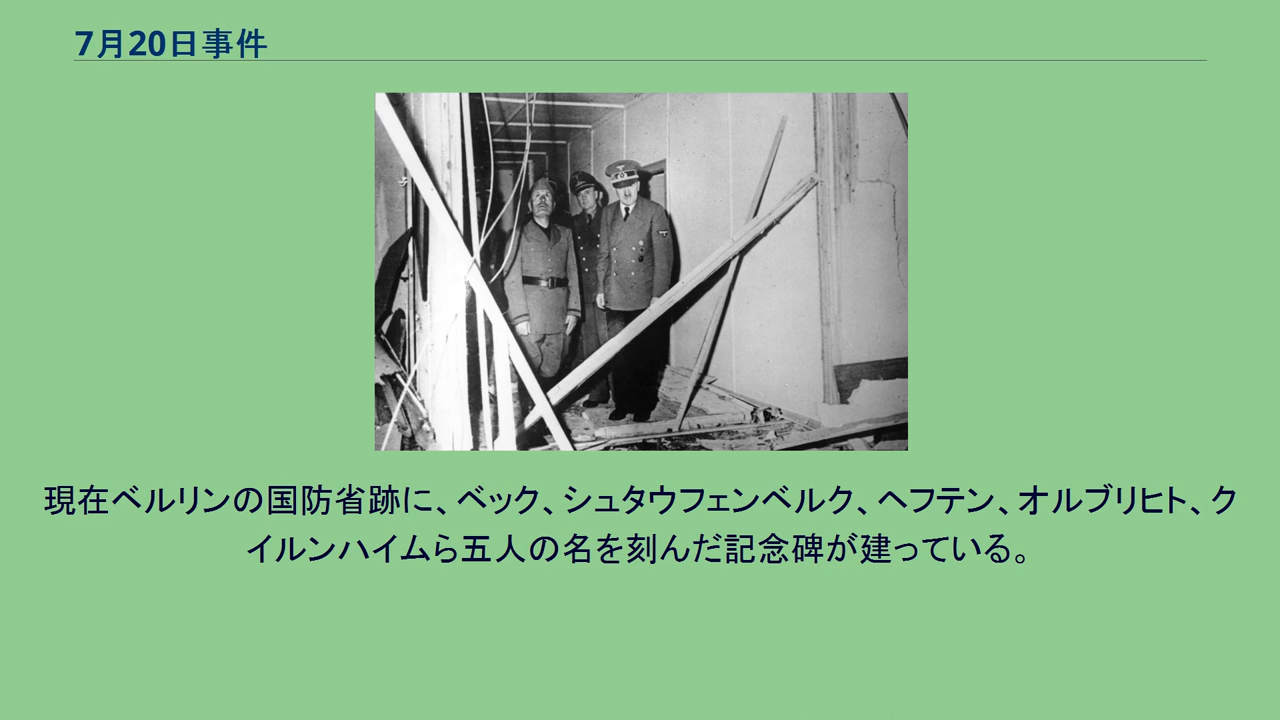 7月20日事件
現在ベルリンの国防省跡に、ベック、シュタウフェンベルク、ヘフテン、オルブリヒト、ク
イルンハイムら五人の名を刻んだ記念碑が建っている。